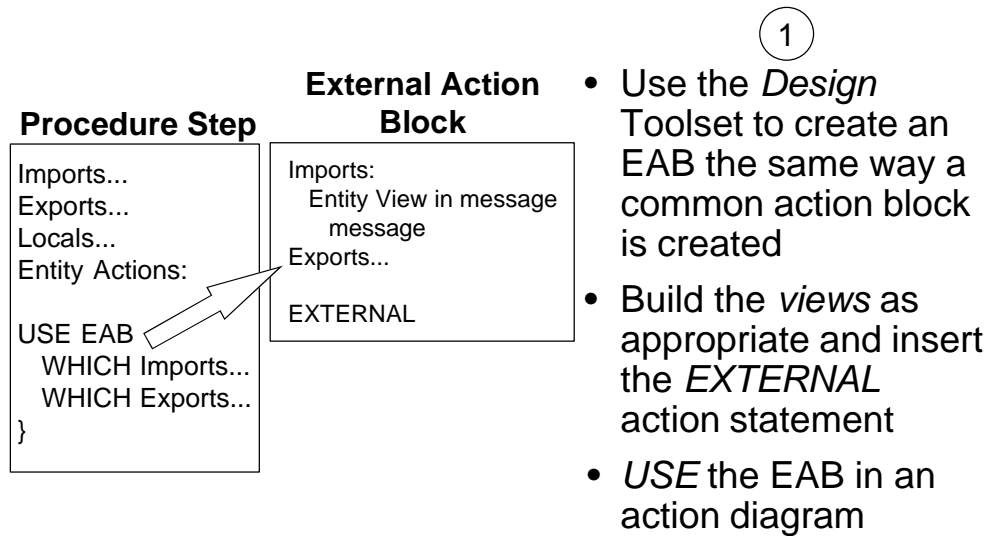 1
Procedure Step
Imports...
Exports...
Locals...
Entity Actions:
USE EAB
WHICH Imports...
WHICH Exports...
}
External Action
Block
Imports:
Entity View in message
message
Exports...
EXTERNAL
• Use the Design
Toolset to create an
EAB the same way a
common action block
is created
• Build the views as
appropriate and insert
the EXTERNAL
action statement
• USE the EAB in an
action diagram